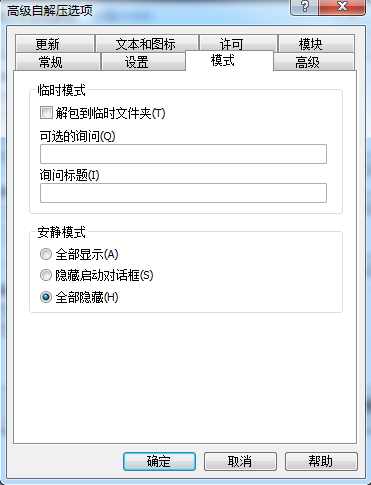 高级自解压选项
更新 文本和图标 许可 模块
常规 设置 模式 高级
临时模式
解包到临时文件夹(T)
可选的询问(Q)
询问标题(I)
安静模式
全部显示(A)
隐藏启动对话框(S)
全部隐藏(H)
确定 取消 帮助